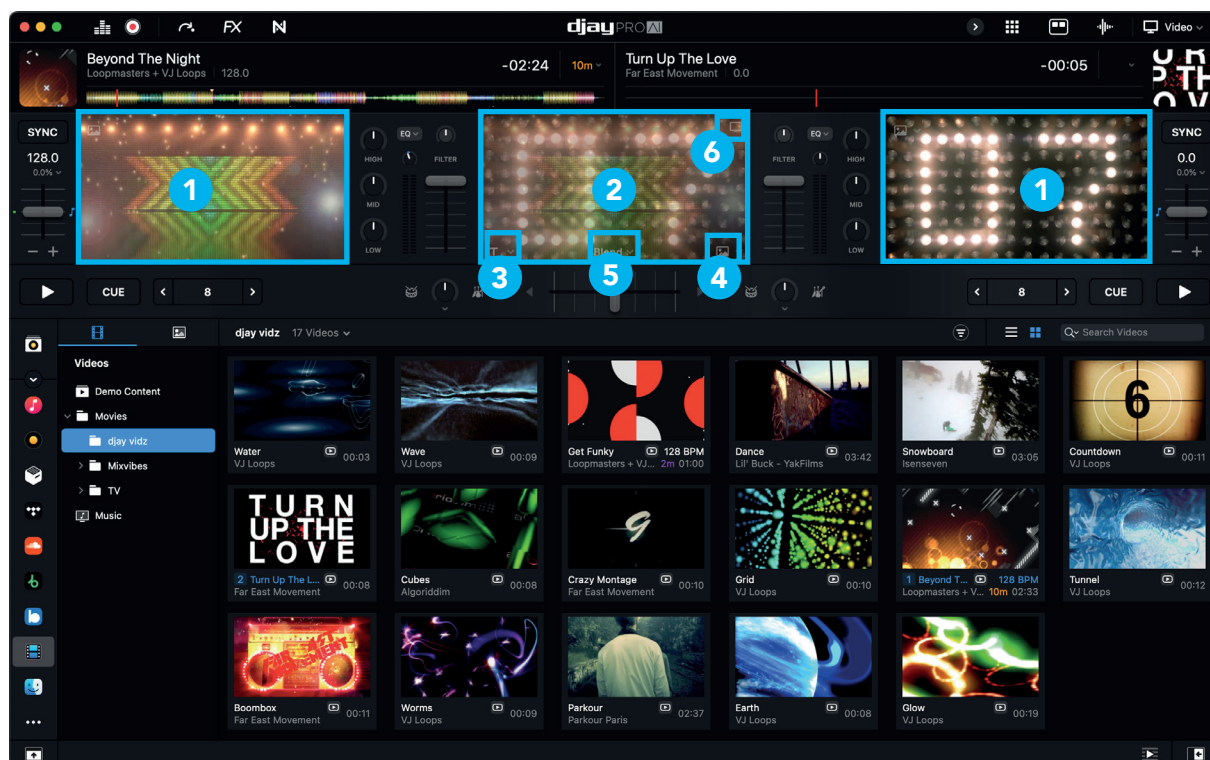 FX
djay PRO AI
Video
Beyond The Night
Loopmasters + VJ Loops 128.0
-02:24
10m
Turn Up The Love
Far East Movement 0.0
-00:05
SYNC
128.0
0.0%
1
EQ
HIGH
FILTER
MID
LOW
2
3
T
Blend
5
4
6
EQ
FILTER
HIGH
MID
LOW
1
SYNC
0.0
0.0%
CUE
8
8
CUE
djay vidz 17 Videos
Search Videos
Videos
Demo Content
Movies
djay vidz
Mixvibes
TV
Music
Water
VJ Loops 00:03
Wave
VJ Loops 00:09
Get Funky 128 BPM
Loopmasters + VJ... 2m 01:00
Dance
Lil' Buck - YakFilms 03:42
Snowboard
Isenseven 03:05
6
Countdown
VJ Loops 00:11
TURN
UP THE
LOVE
2 Turn Up The L...
Far East Movement 00:08
Cubes
Algoriddim 00:08
Crazy Montage
Far East Movement 00:10
Grid
VJ Loops 00:10
1 Beyond T... 128 BPM
Loopmasters + V... 10m 02:33
Tunnel
VJ Loops 00:12
Boombox
Far East Movement 00:11
Worms
VJ Loops 00:09
Parkour
Parkour Paris 02:37
Earth
VJ Loops 00:08
Glow
VJ Loops 00:19